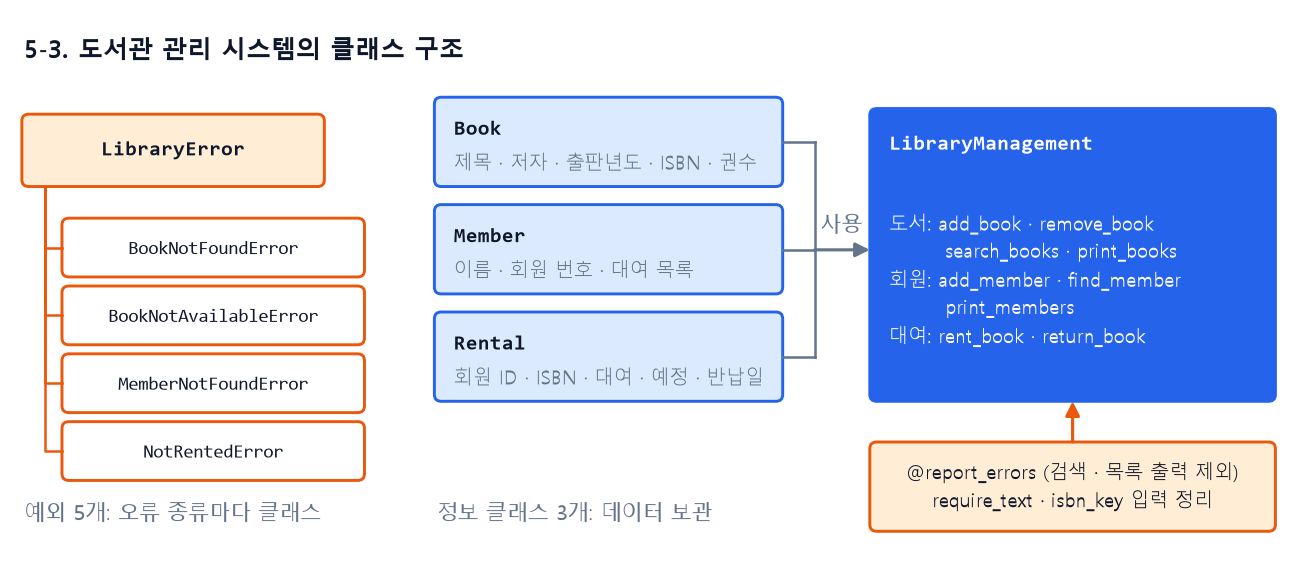 5-3. 도서관 관리 시스템의 클래스 구조
LibraryError
BookNotFoundError
BookNotAvailableError
MemberNotFoundError
NotRentedError
예외 5개: 오류 종류마다 클래스
Book
제목 · 저자 · 출판년도 · ISBN · 권수
Member
이름 · 회원 번호 · 대여 목록
Rental
회원 ID · ISBN · 대여 · 예정 · 반납일
정보 클래스 3개: 데이터 보관
사용
LibraryManagement
도서: add_book · remove_book
search_books · print_books
회원: add_member · find_member
print_members
대여: rent_book · return_book
@report_errors (검색 · 목록 출력 제외)
require_text · isbn_key 입력 정리